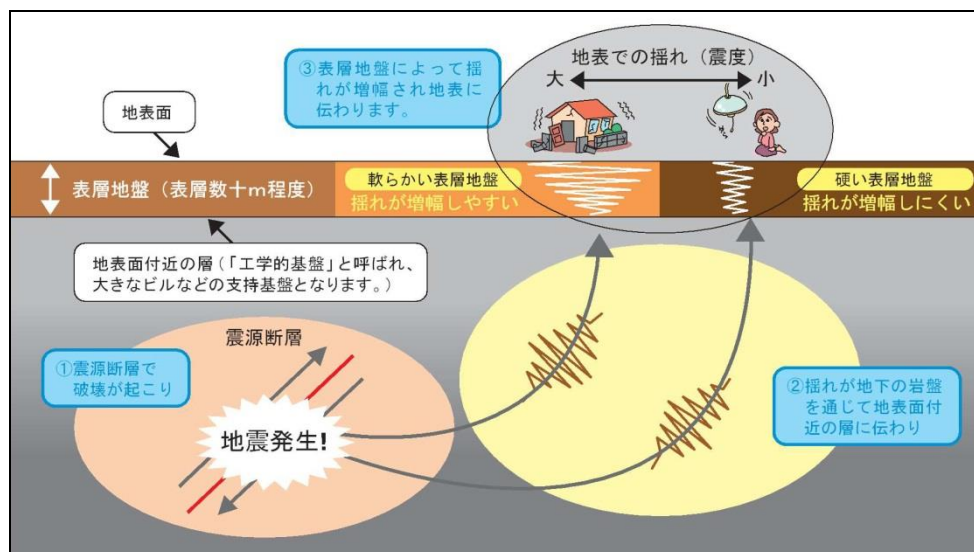 ③表層地盤によって揺
れが増幅され地表に
伝わります。
地表での揺れ（震度）
大
小
地表面
表層地盤（表層数十m程度）
軟らかい表層地盤
揺れが増幅しやすい
硬い表層地盤
揺れが増幅しにくい
地表面付近の層（「工学的基盤」と呼ばれ、
大きなビルなどの支持基盤となります。）
震源断層
①震源断層で
破壊が起こり
地震発生！
②揺れが地下の岩盤
を通じて地表面付
近の層に伝わり